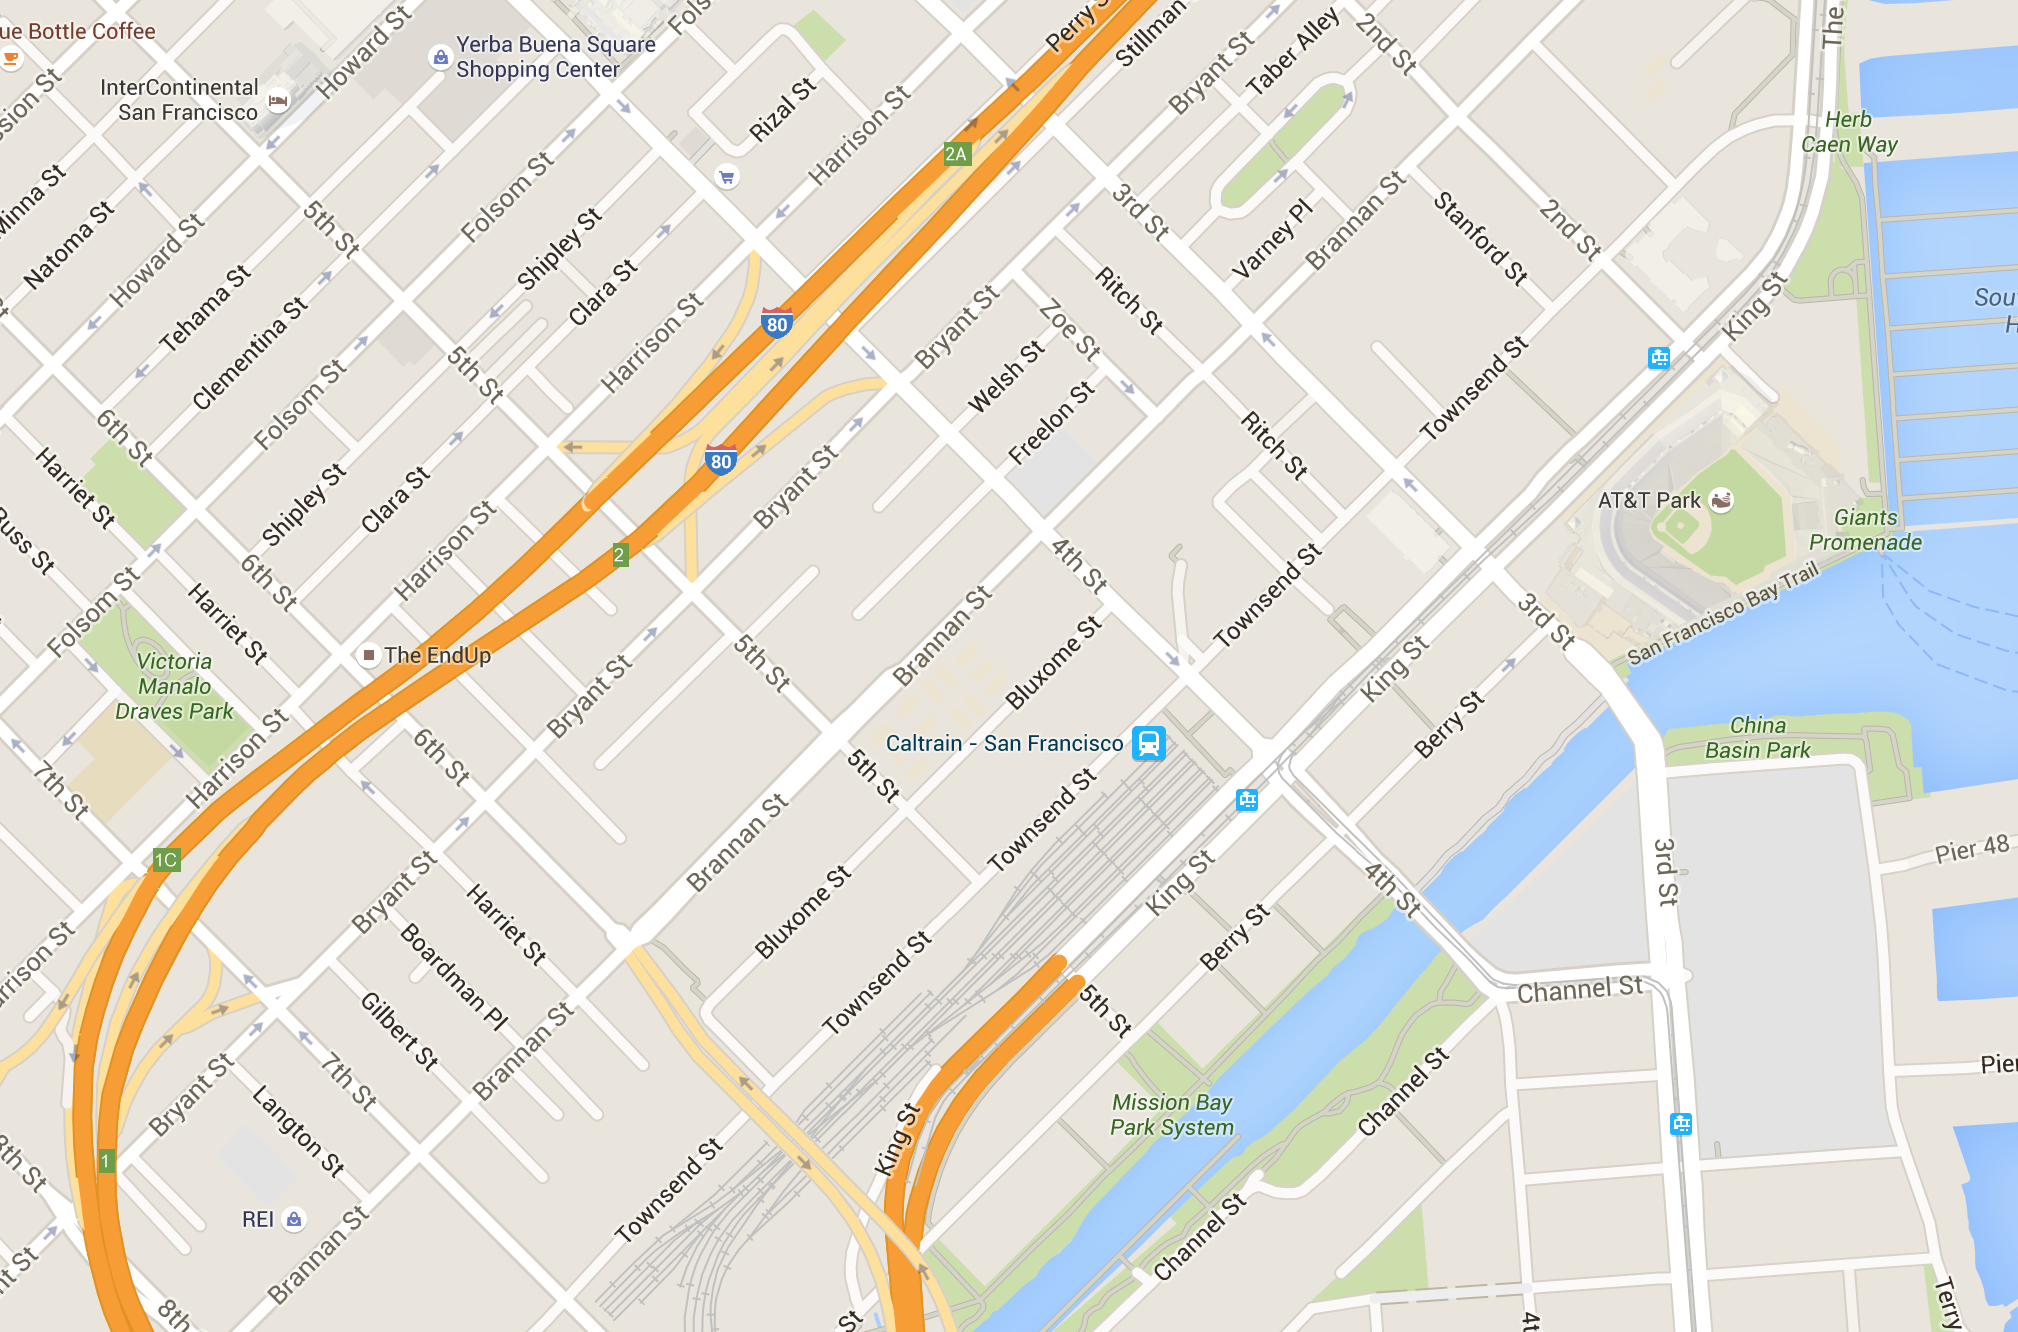 ue Bottle Coffee
Yerba Buena Square
Shopping Center
InterContinental
San Francisco
Howard St
Perry S
Stillman
Taber Alley
2nd St
The
Bryant St
Rizal St
Harrison St
2A
Herb
Caen Way
Minna St
Natoma St
Howard St
5th St
Folsom St
Shipley St
Clara St
3rd St
Varney Pl
Brannan St
Stanford St
2nd St
King St
Tehama St
Clementina St
Folsom St
5th St
Harrison St
80
Bryant St
Zoe St
Ritch St
Welsh St
Freelon St
Townsend St
Ritch St
6th St
Harriet St
Russ St
Shipley St
Clara St
80
Bryant St
AT&T Park
Giants
Promenade
San Francisco Bay Trail
Harrison St
2
4th St
6th St
Harriet St
Folsom St
The EndUp
Victoria
Manalo
Draves Park
Brannan St
Bluxome St
Townsend St
3rd St
King St
Berry St
China
Basin Park
5th St
Bryant St
Harrison St
7th St
6th St
Caltrain - San Francisco
5th St
Townsend St
Brannan St
Pier 48
3rd St
4th St
King St
1C
Bryant St
Harriet St
Bluxome St
Boardman Pl
Gilbert St
Townsend St
Berry St
Channel St
5th St
Brannan St
7th St
Bryant St
Langton St
King St
Mission Bay
Park System
Channel St
Pie
8th St
1
REI
Townsend St
Channel St
Brannan St
8th
St
4t
Terry